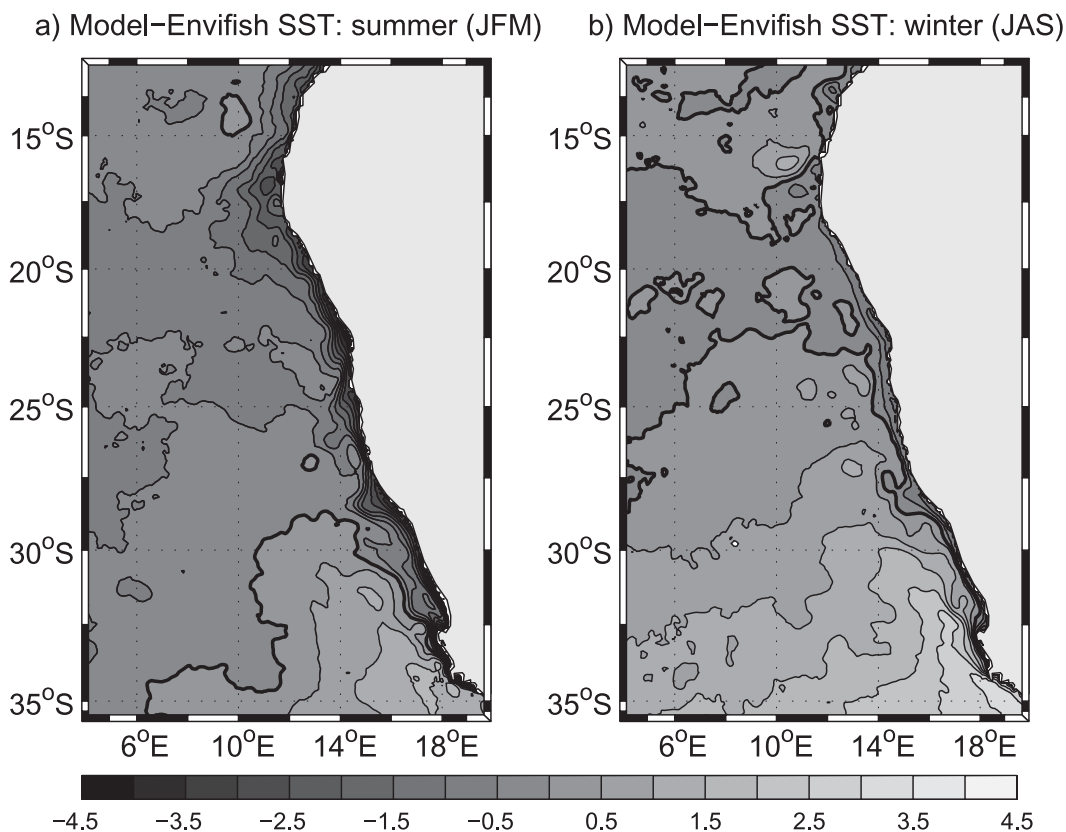 a) Model−Envifish SST: summer (JFM)
b) Model−Envifish SST: winter (JAS)
15°S
20°S
25°S
30°S
35°S
6°E 10°E 14°E 18°E
15°S
20°S
25°S
30°S
35°S
6°E 10°E 14°E 18°E
−4.5 −3.5 −2.5 −1.5 −0.5 0.5 1.5 2.5 3.5 4.5